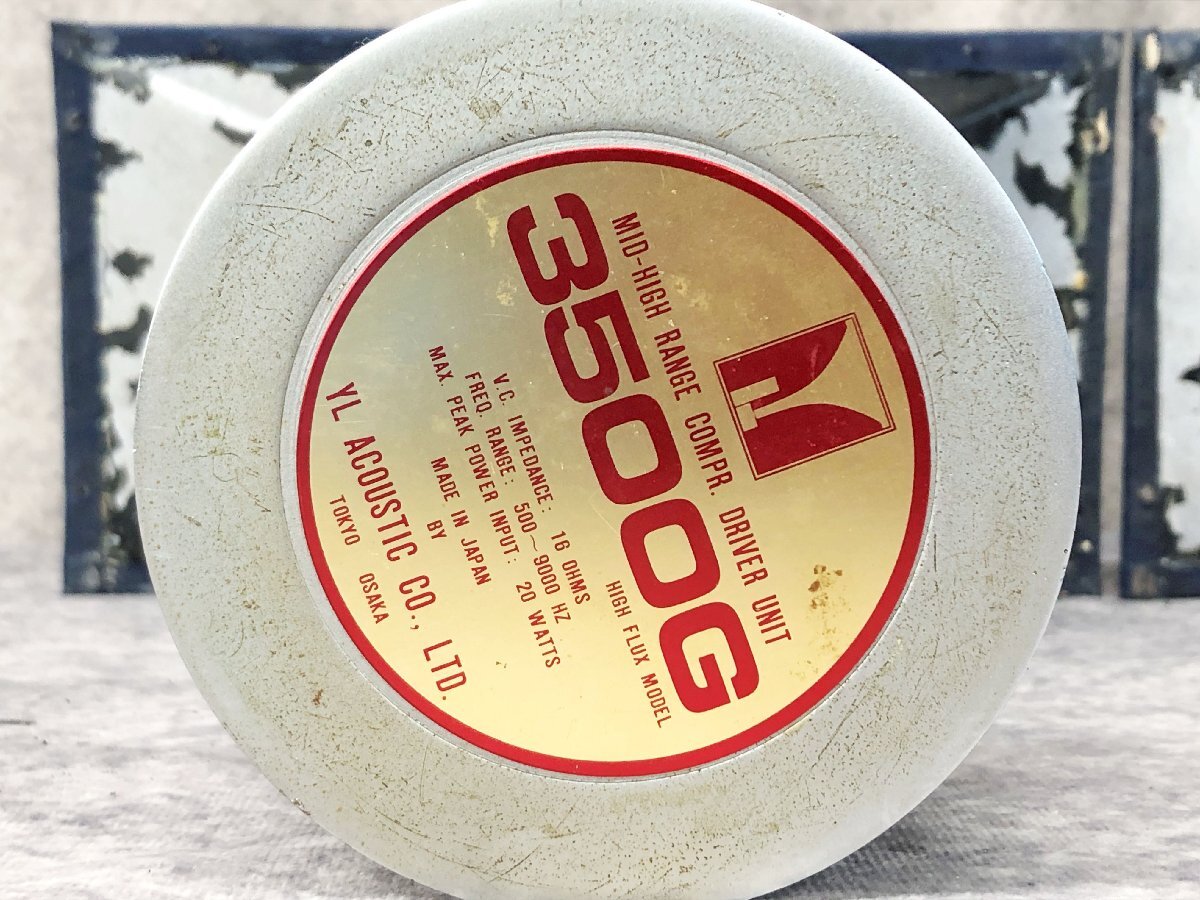 MID-HIGH RANGE COMPR. DRIVER UNIT
3500G
HIGH FLUX MODEL
V.C. IMPEDANCE: 16 OHMS
FREQ. RANGE: 500~9000 HZ
MAX. PEAK POWER INPUT: 20 WATTS
MADE IN JAPAN
BY
YL ACOUSTIC CO., LTD.
TOKYO OSAKA